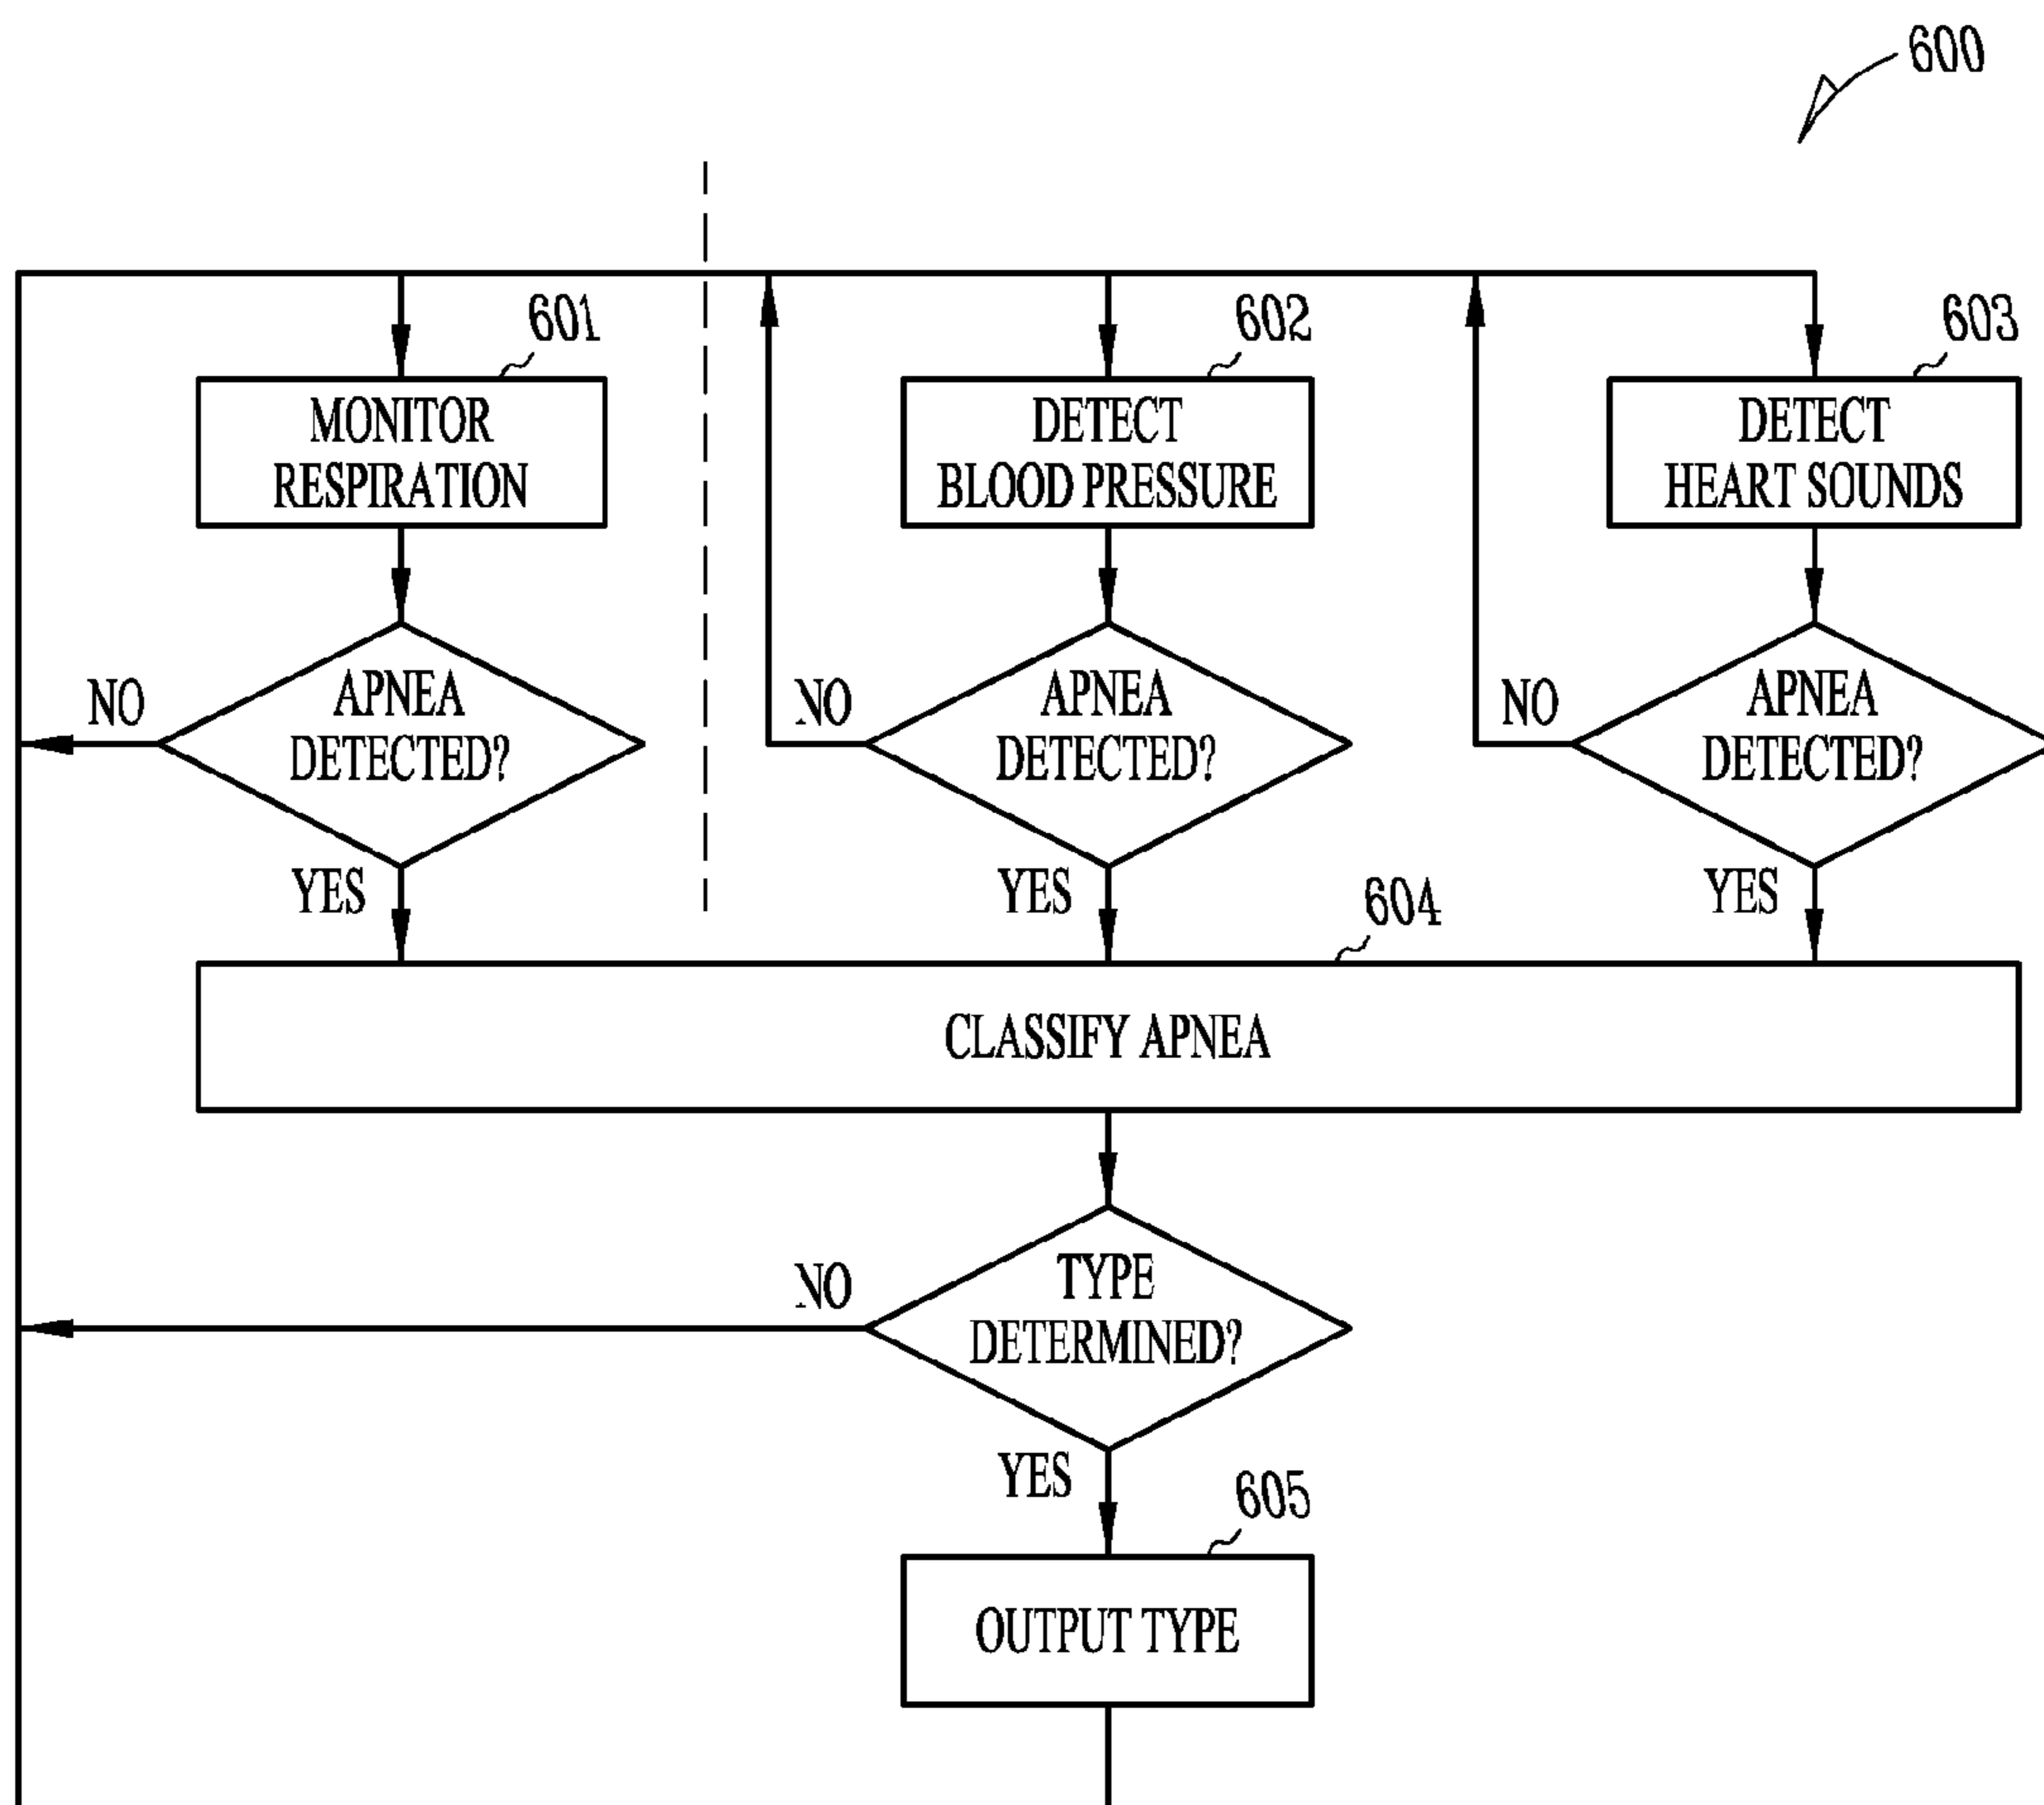 600
601
602
603
MONITOR
RESPIRATION
DETECT
BLOOD PRESSURE
DETECT
HEART SOUNDS
NO
APNEA
DETECTED?
NO
APNEA
DETECTED?
NO
APNEA
DETECTED?
YES
YES
YES
604
CLASSIFY APNEA
NO
TYPE
DETERMINED?
YES
605
OUTPUT TYPE